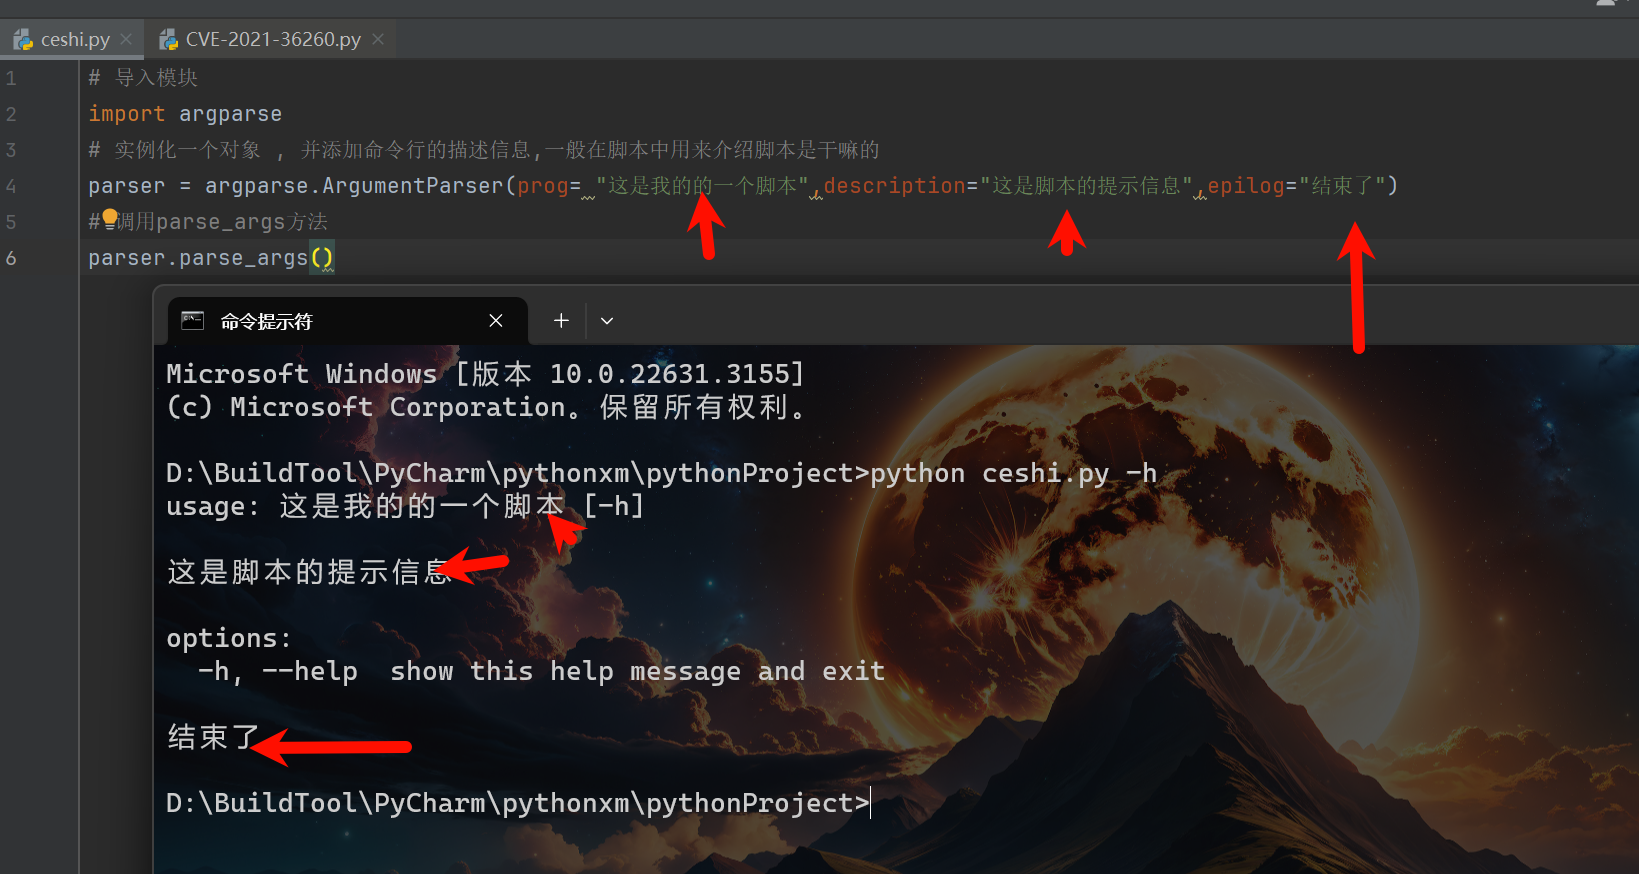 ceshi.py
CVE-2021-36260.py
1 # 导入模块
2 import argparse
3 # 实例化一个对象 , 并添加命令行的描述信息,一般在脚本中用来介绍脚本是干嘛的
4 parser = argparse.ArgumentParser(prog= "这是我的的一个脚本",description="这是脚本的提示信息",epilog="结束了")
5 # 调用parse_args方法
6 parser.parse_args()
命令提示符
Microsoft Windows [版本 10.0.22631.3155]
(c) Microsoft Corporation。保留所有权利。
D:\BuildTool\PyCharm\pythonxm\pythonProject>python ceshi.py -h
usage: 这是我的的一个脚本 [-h]
这是脚本的提示信息
options:
-h, --help  show this help message and exit
结束了
D:\BuildTool\PyCharm\pythonxm\pythonProject>